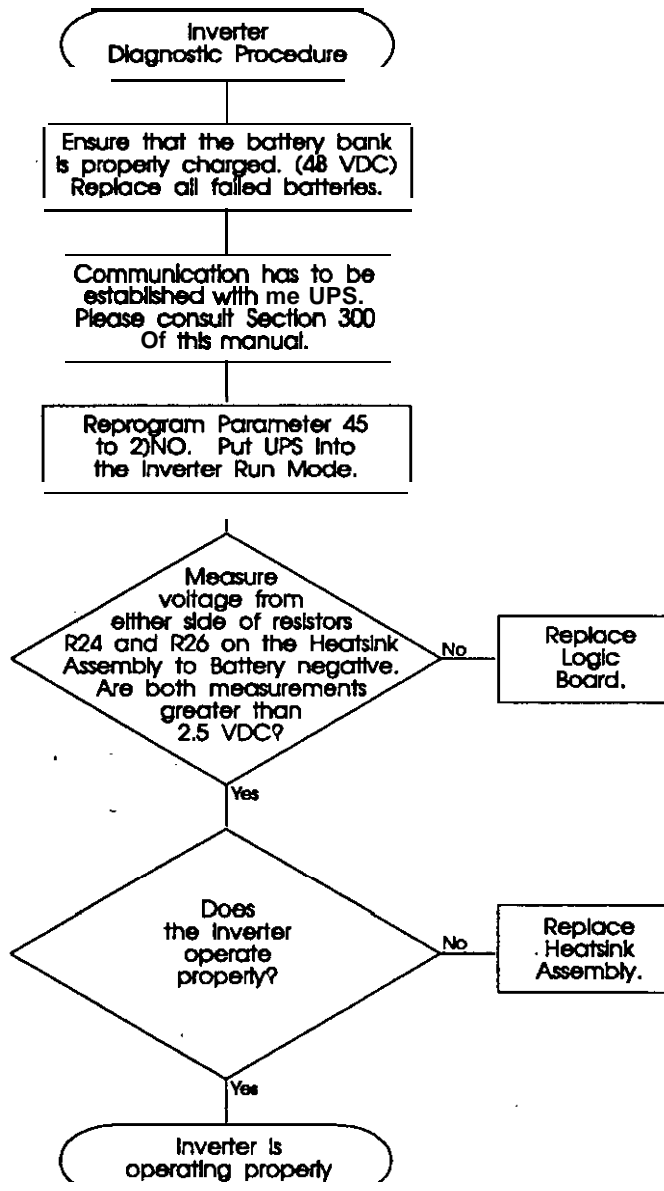 Inverter
Diagnostic Procedure
Ensure that the battery bank
is properly charged. (48 VDC)
Replace all failed batteries.
Communication has to be
established with me UPS.
Please consult Section 300
Of this manual.
Reprogram Parameter 45
to 2)NO. Put UPS into
the Inverter Run Mode.
Measure
voltage from
either side of resistors
R24 and R26 on the Heatsink
Assembly to Battery negative.
Are both measurements
greater than
2.5 VDC?
No
Replace
Logic
Board.
Yes
Does
the inverter
operate
property?
No
Replace
Heatsink
Assembly.
Yes
Inverter is
operating property